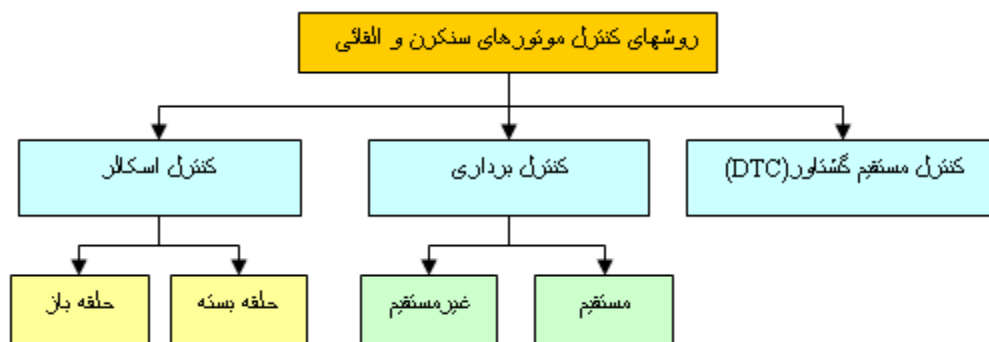 روشهای کنترل موتورهای سنکرن و القائی
کنترل مستقیم گشتاور(DTC)
کنترل برداری
کنترل اسکالر
مستقیم
غیرمستقیم
حلقه بسته
حلقه باز